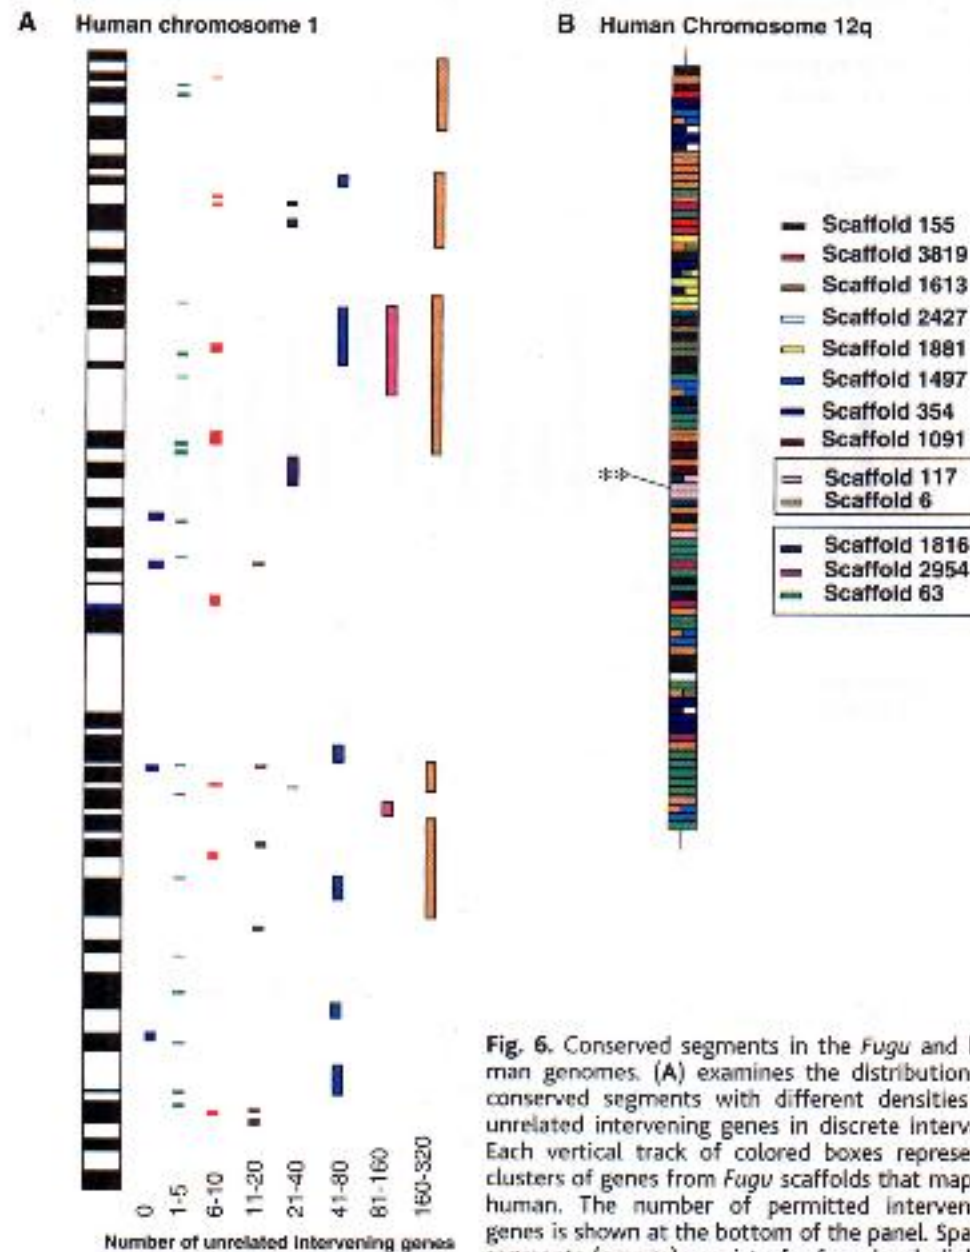 A Human chromosome 1
0
1-5
6-10
11-20
21-40
41-80
81-160
160-320
Number of unrelated intervening genes
B Human Chromosome 12q
**
Scaffold 155
Scaffold 3819
Scaffold 1613
Scaffold 2427
Scaffold 1881
Scaffold 1497
Scaffold 354
Scaffold 1091
Scaffold 117
Scaffold 6
Scaffold 1816
Scaffold 2954
Scaffold 63
Fig. 6. Conserved segments in the Fugu and
man genomes. (A) examines the distribution
conserved segments with different densities
unrelated intervening genes in discrete interv
Each vertical track of colored boxes represe
clusters of genes from Fugu scaffolds that map
human. The number of permitted interven
genes is shown at the bottom of the panel. Spa